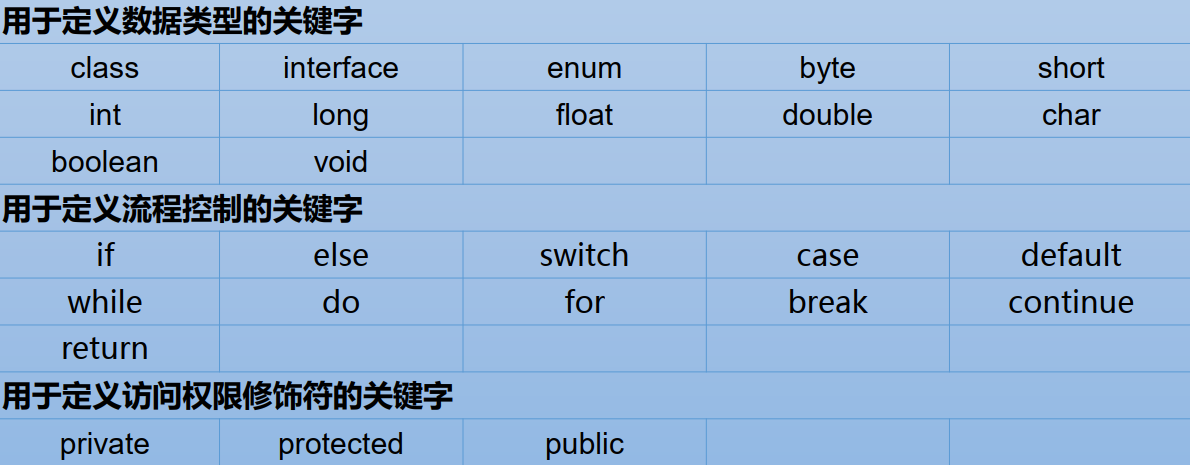 用于定义数据类型的关键字
class interface enum byte short
int long float double char
boolean void
用于定义流程控制的关键字
if else switch case default
while do for break continue
return
用于定义访问权限修饰符的关键字
private protected public